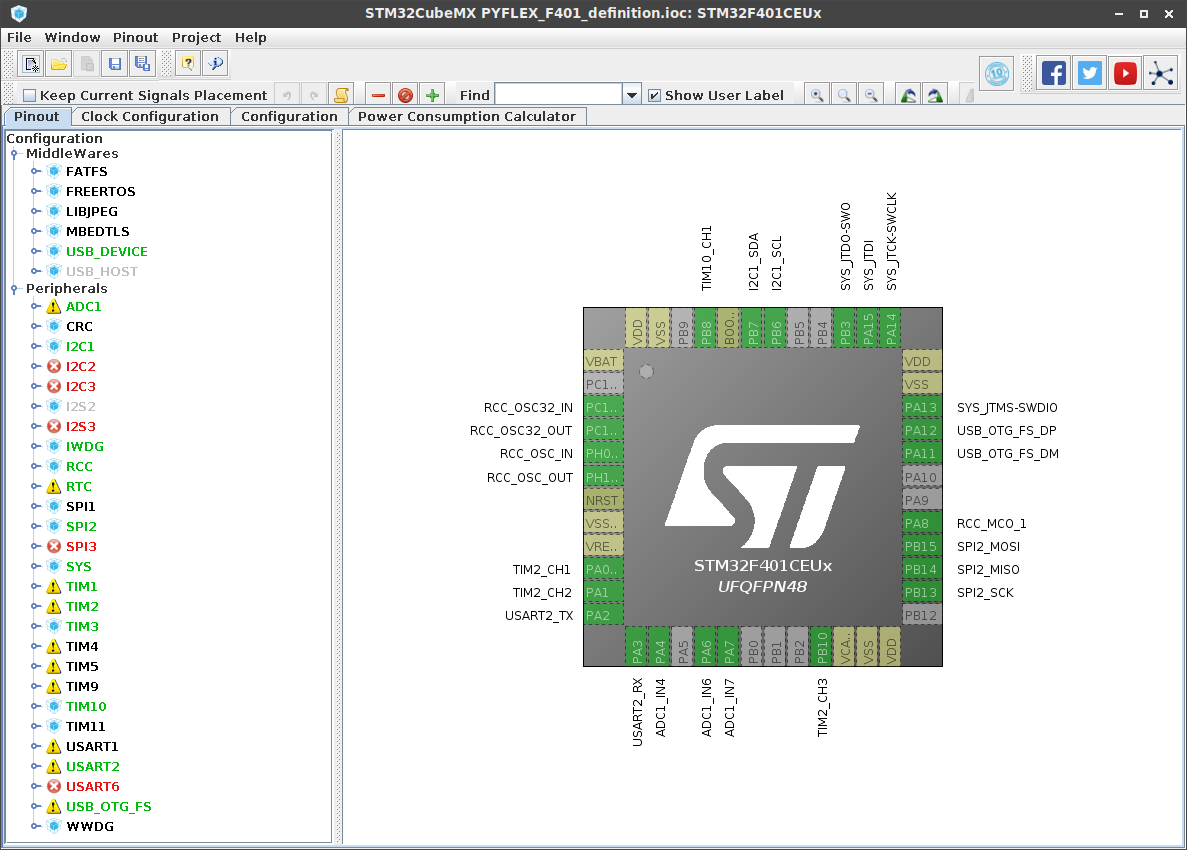 STM32CubeMX PYFLEX_F401_definition.ioc: STM32F401CEUx
File Window Pinout Project Help
Keep Current Signals Placement Find Show User Label
10
Pinout Clock Configuration Configuration Power Consumption Calculator
Configuration
MiddleWares
FATFS
FREERTOS
LIBJPEG
MBEDTLS
USB_DEVICE
USB_HOST
Peripherals
ADC1
CRC
I2C1
I2C2
I2C3
I2S2
I2S3
IWDG
RCC
RTC
SPI1
SPI2
SPI3
SYS
TIM1
TIM2
TIM3
TIM4
TIM5
TIM9
TIM10
TIM11
USART1
USART2
USART6
USB_OTG_FS
WWDG
TIM10_CH1
I2C1_SDA
I2C1_SCL
SYS_JTDO-SWO
SYS_JTDI
SYS_JTCK-SWCLK
VDD
VSS
PB9
PB8
BOO..
PB7
PB6
PB5
PB4
PB3
PA15
PA14
VBAT
PC1..
RCC_OSC32_IN PC1..
RCC_OSC32_OUT PC1..
RCC_OSC_IN PH0..
RCC_OSC_OUT PH1..
NRST
VSS..
VRE..
TIM2_CH1 PA0..
TIM2_CH2 PA1
USART2_TX PA2
ST
STM32F401CEUx
UFQFPN48
VDD
VSS
PA13 SYS_JTMS-SWDIO
PA12 USB_OTG_FS_DP
PA11 USB_OTG_FS_DM
PA10
PA9
PA8 RCC_MCO_1
PB15 SPI2_MOSI
PB14 SPI2_MISO
PB13 SPI2_SCK
PB12
PA3
PA4
PA5
PA6
PA7
PB0
PB1
PB2
PB10
VCA..
VSS
VDD
USART2_RX
ADC1_IN4
ADC1_IN6
ADC1_IN7
TIM2_CH3